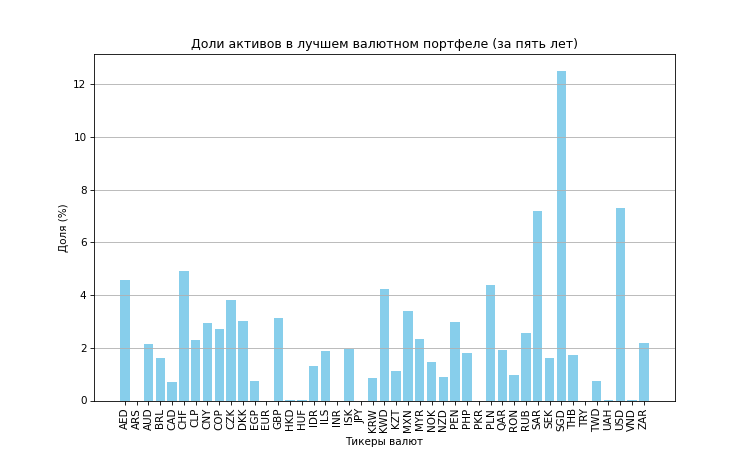 Доли активов в лучшем валютном портфеле (за пять лет)
Доля (%)
12
10
8
6
4
2
0
AED ARS AUD BRL CAD CHF CLP CNY COP CZK DKK EGP EUR GBP HKD HUF IDR ILS INR ISK JPY KRW KWD KZT MXN MYR NOK NZD PEN PHP PKR PLN QAR RON RUB SAR SEK SGD THB TRY TWD UAH USD VND ZAR
Тикеры валют